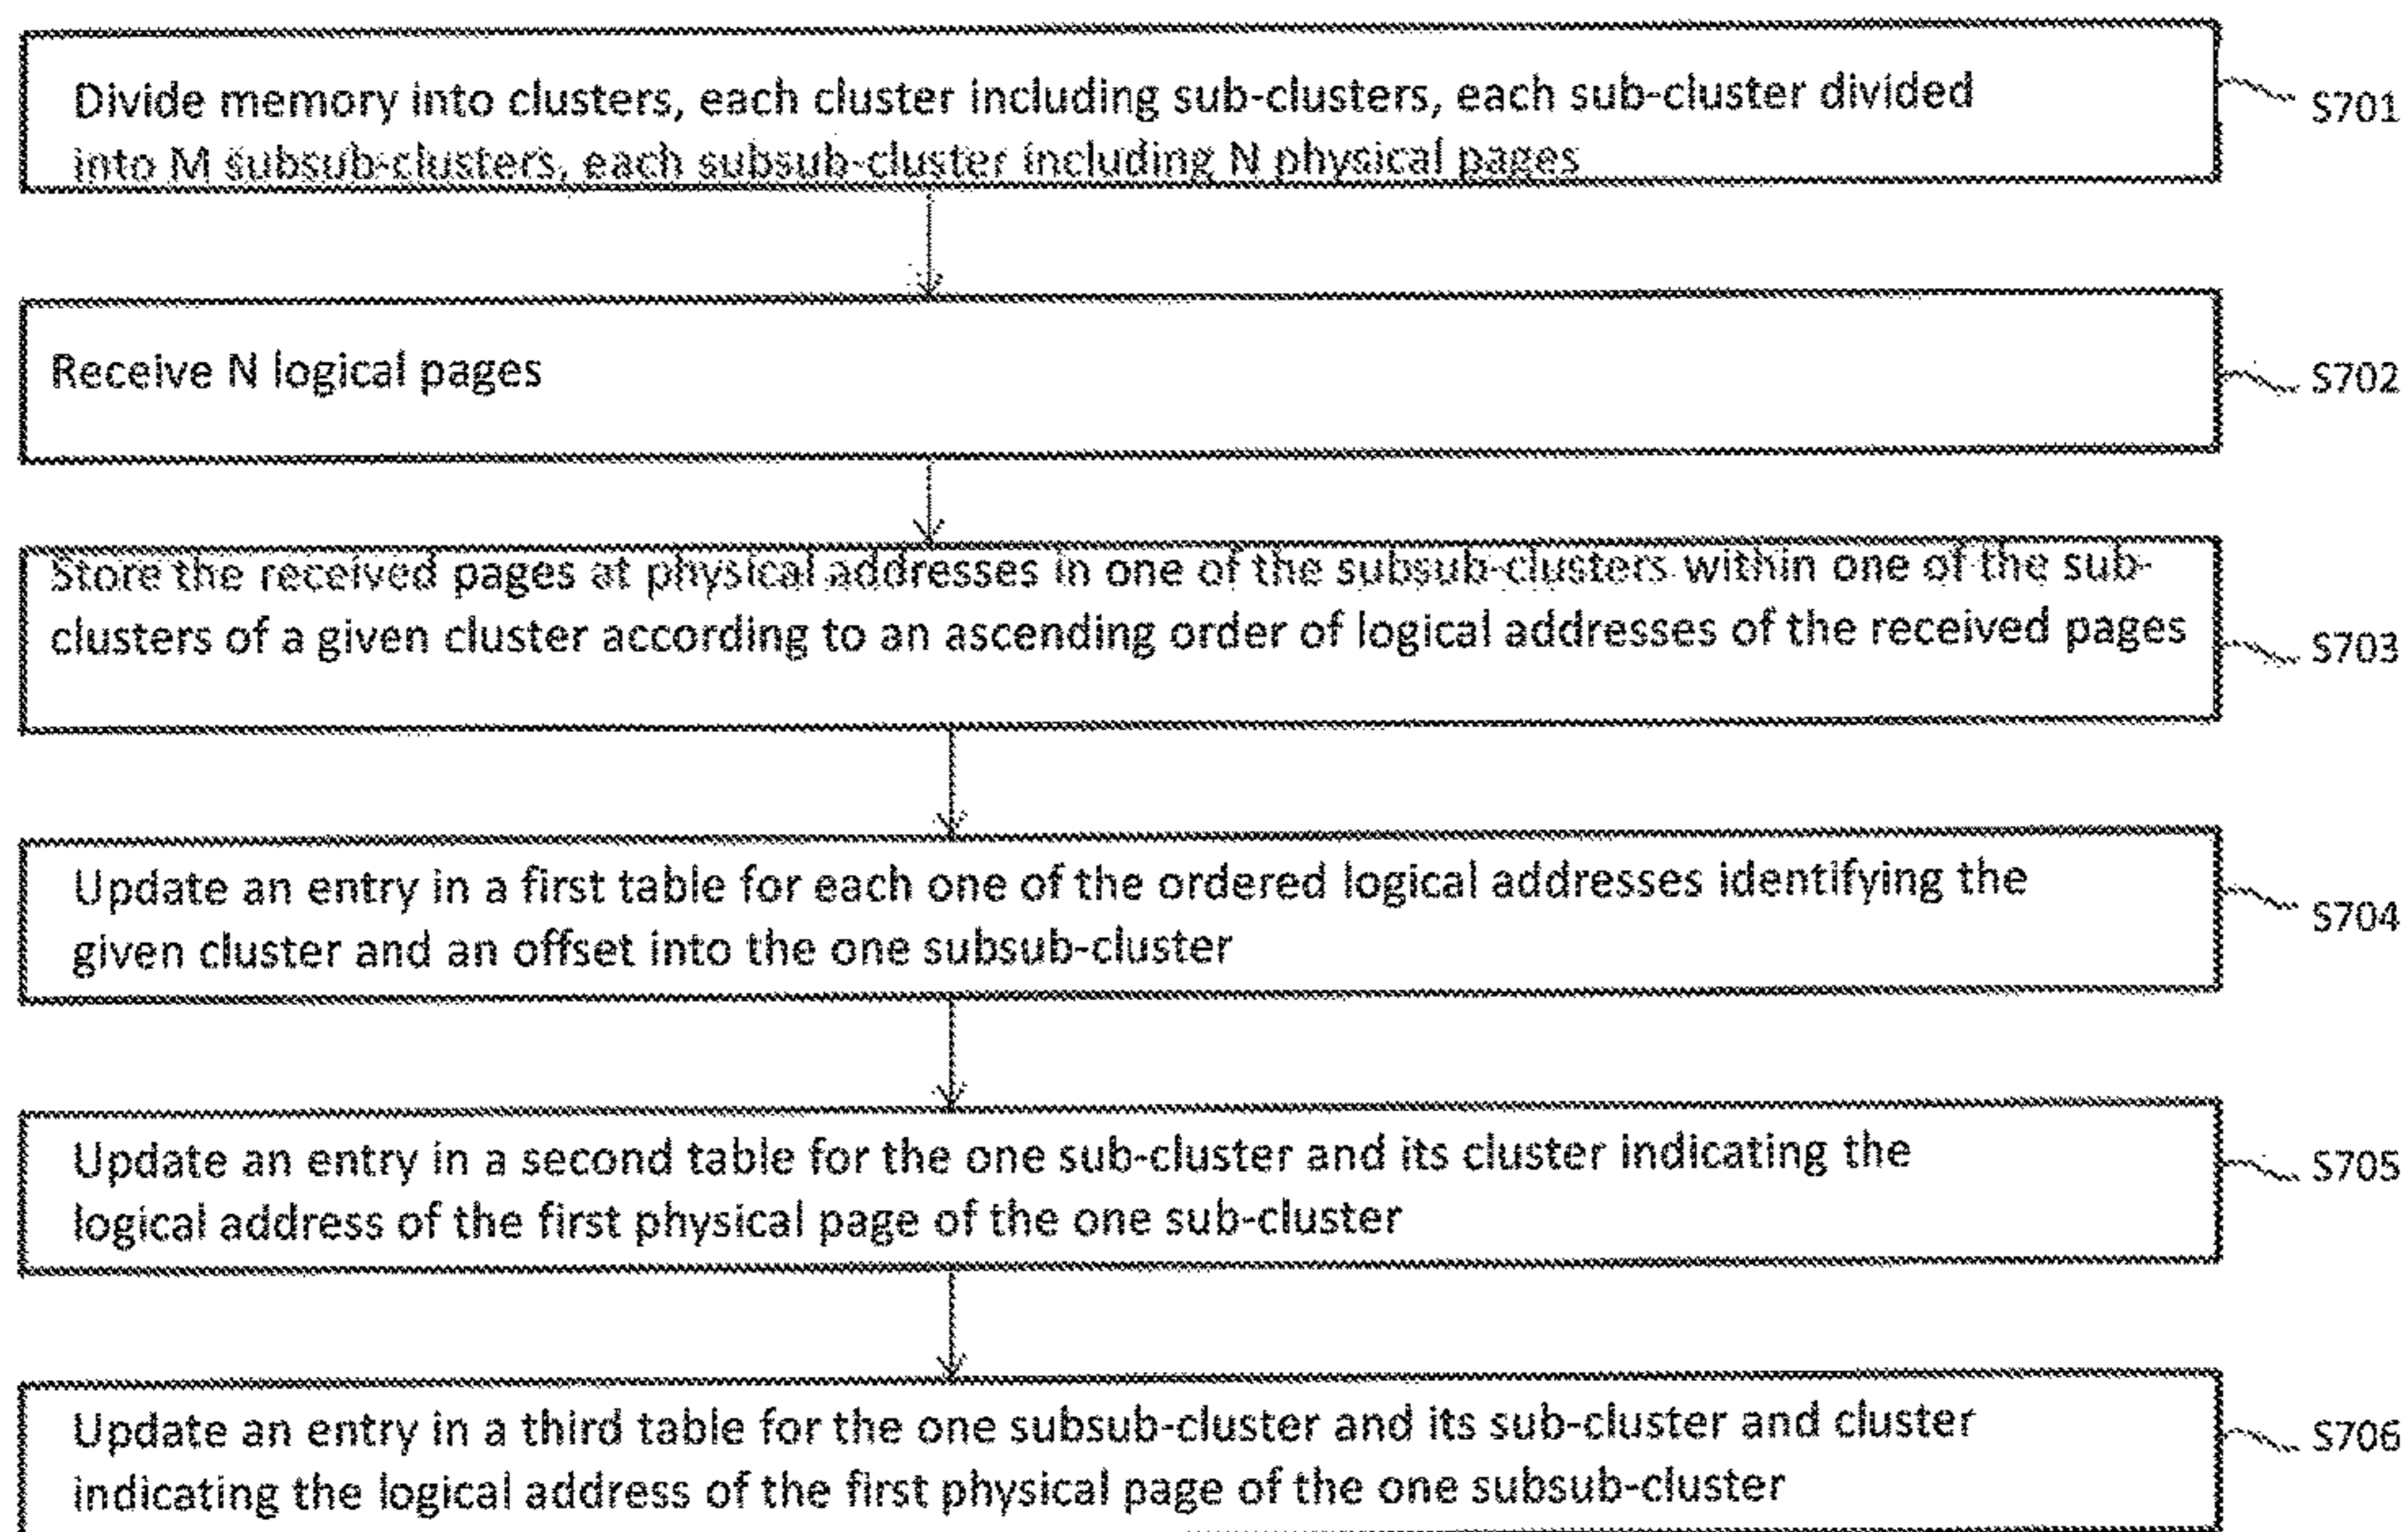 Divide memory into clusters, each cluster including sub-clusters, each sub-cluster divided
into M subsub-clusters, each subsub-cluster including N physical pages
S701
Receive N logical pages
S702
Store the received pages at physical addresses in one of the subsub-clusters within one of the sub-
clusters of a given cluster according to an ascending order of logical addresses of the received pages
S703
Update an entry in a first table for each one of the ordered logical addresses identifying the
given cluster and an offset into the one subsub-cluster
S704
Update an entry in a second table for the one sub-cluster and its cluster indicating the
logical address of the first physical page of the one sub-cluster
S705
Update an entry in a third table for the one subsub-cluster and its sub-cluster and cluster
indicating the logical address of the first physical page of the one subsub-cluster
S706